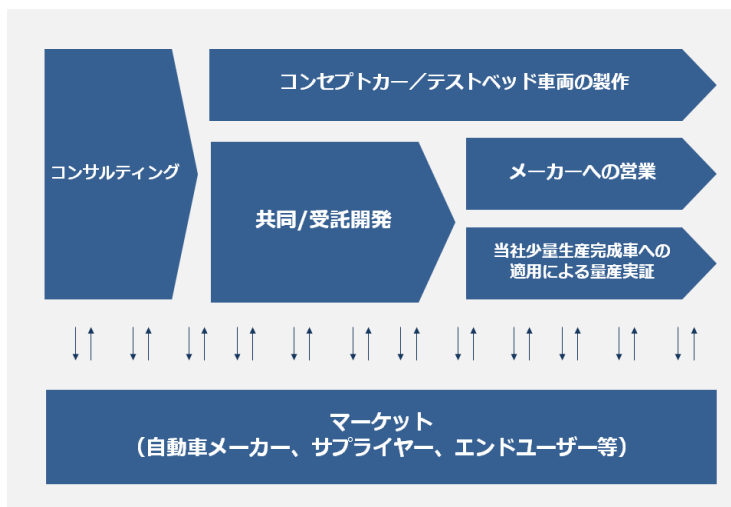 コンセプトカー／テストベッド車両の製作
コンサルティング
メーカーへの営業
共同/受託開発
当社少量生産完成車への
適用による量産実証
マーケット
（自動車メーカー、サプライヤー、エンドユーザー等）